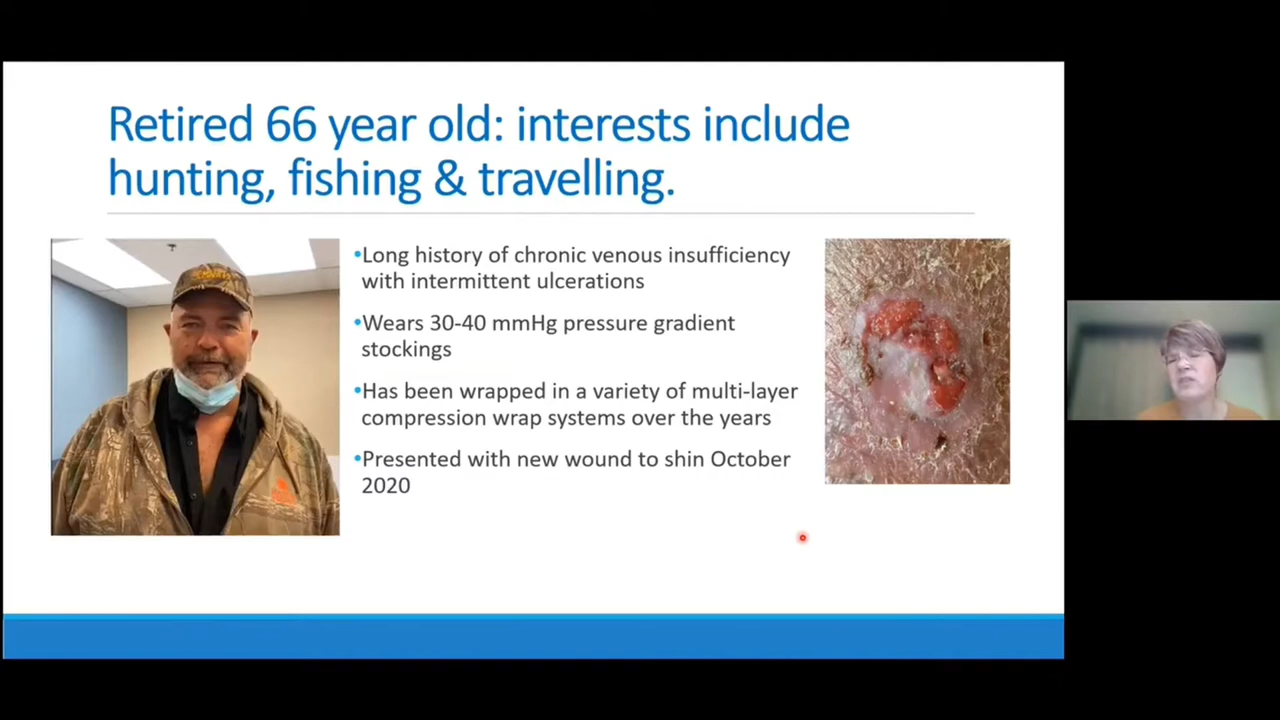 Retired 66 year old: interests include
hunting, fishing & travelling.
•Long history of chronic venous insufficiency
with intermittent ulcerations
•Wears 30-40 mmHg pressure gradient
stockings
•Has been wrapped in a variety of multi-layer
compression wrap systems over the years
•Presented with new wound to shin October
2020